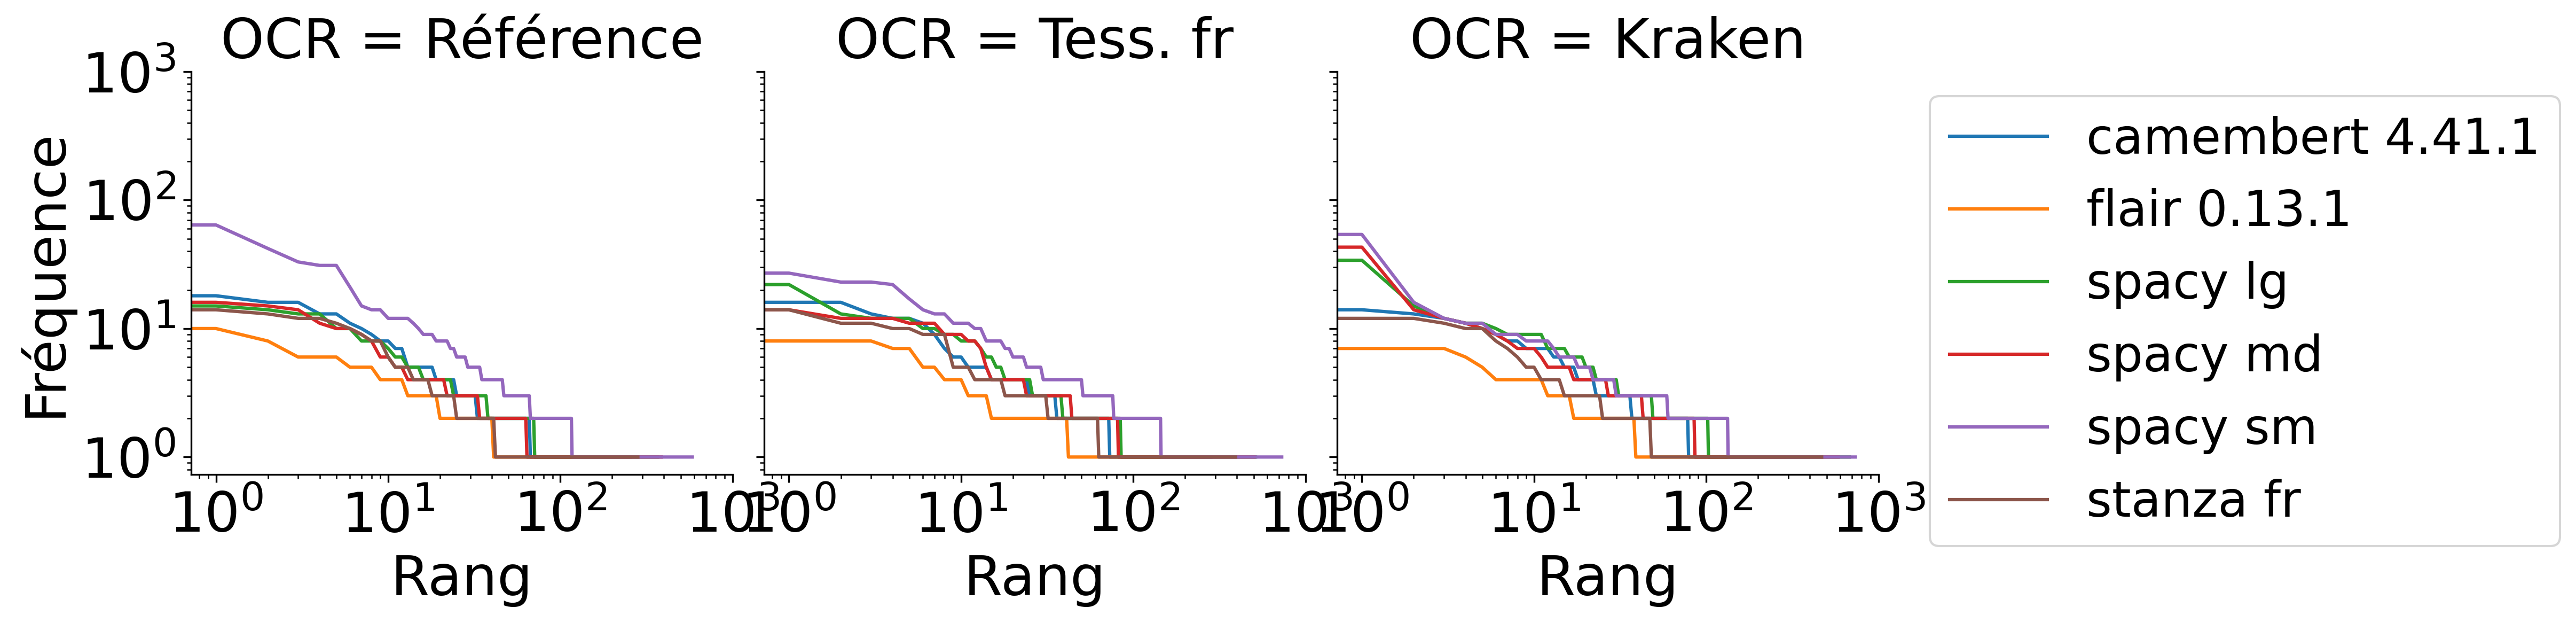 OCR = Référence
OCR = Tess. fr
OCR = Kraken
Fréquence
10³
10²
10¹
10⁰
10⁰ 10¹ 10² 10³
10⁰ 10¹ 10² 10³
10⁰ 10¹ 10² 10³
Rang
Rang
Rang
camembert 4.41.1
flair 0.13.1
spacy lg
spacy md
spacy sm
stanza fr